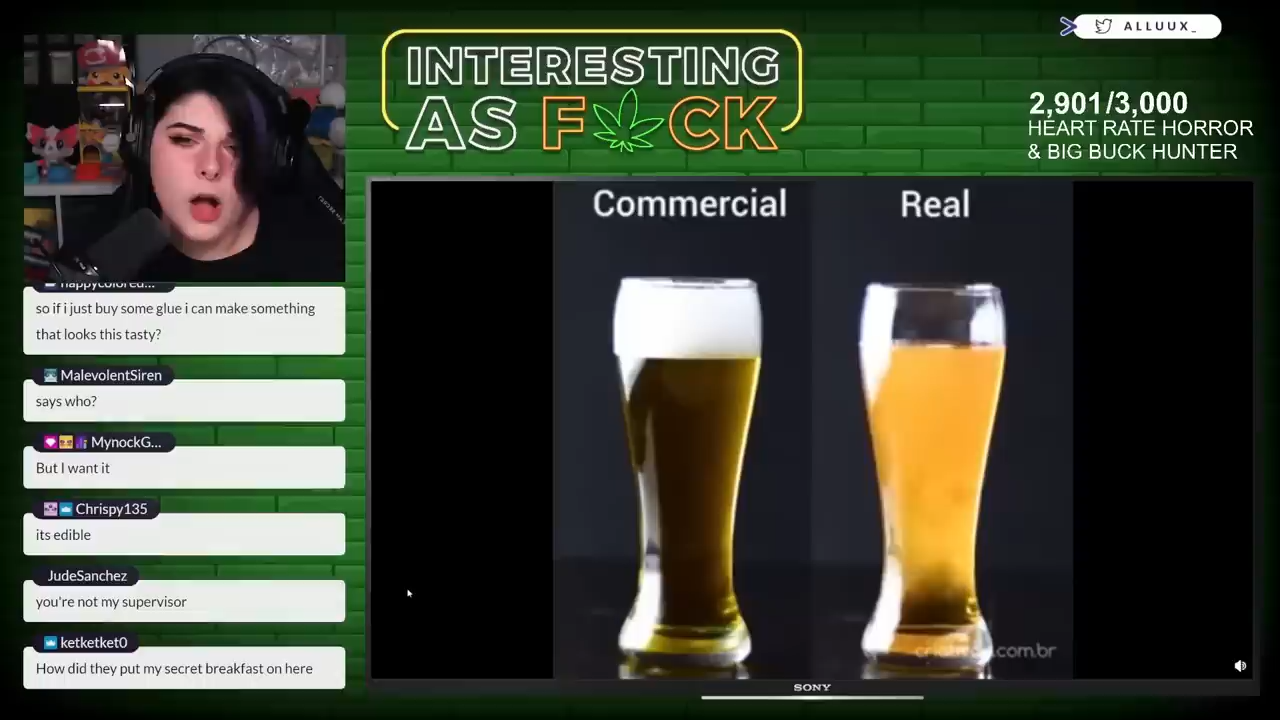 INTERESTING
AS F CK
ALLUUX_
2,901/3,000
HEART RATE HORROR
& BIG BUCK HUNTER
happycolored...
so if i just buy some glue i can make something
that looks this tasty?
MalevolentSiren
says who?
MynockG...
But I want it
Chrispy135
its edible
JudeSanchez
you're not my supervisor
ketketket0
How did they put my secret breakfast on here
Commercial
Real
SONY